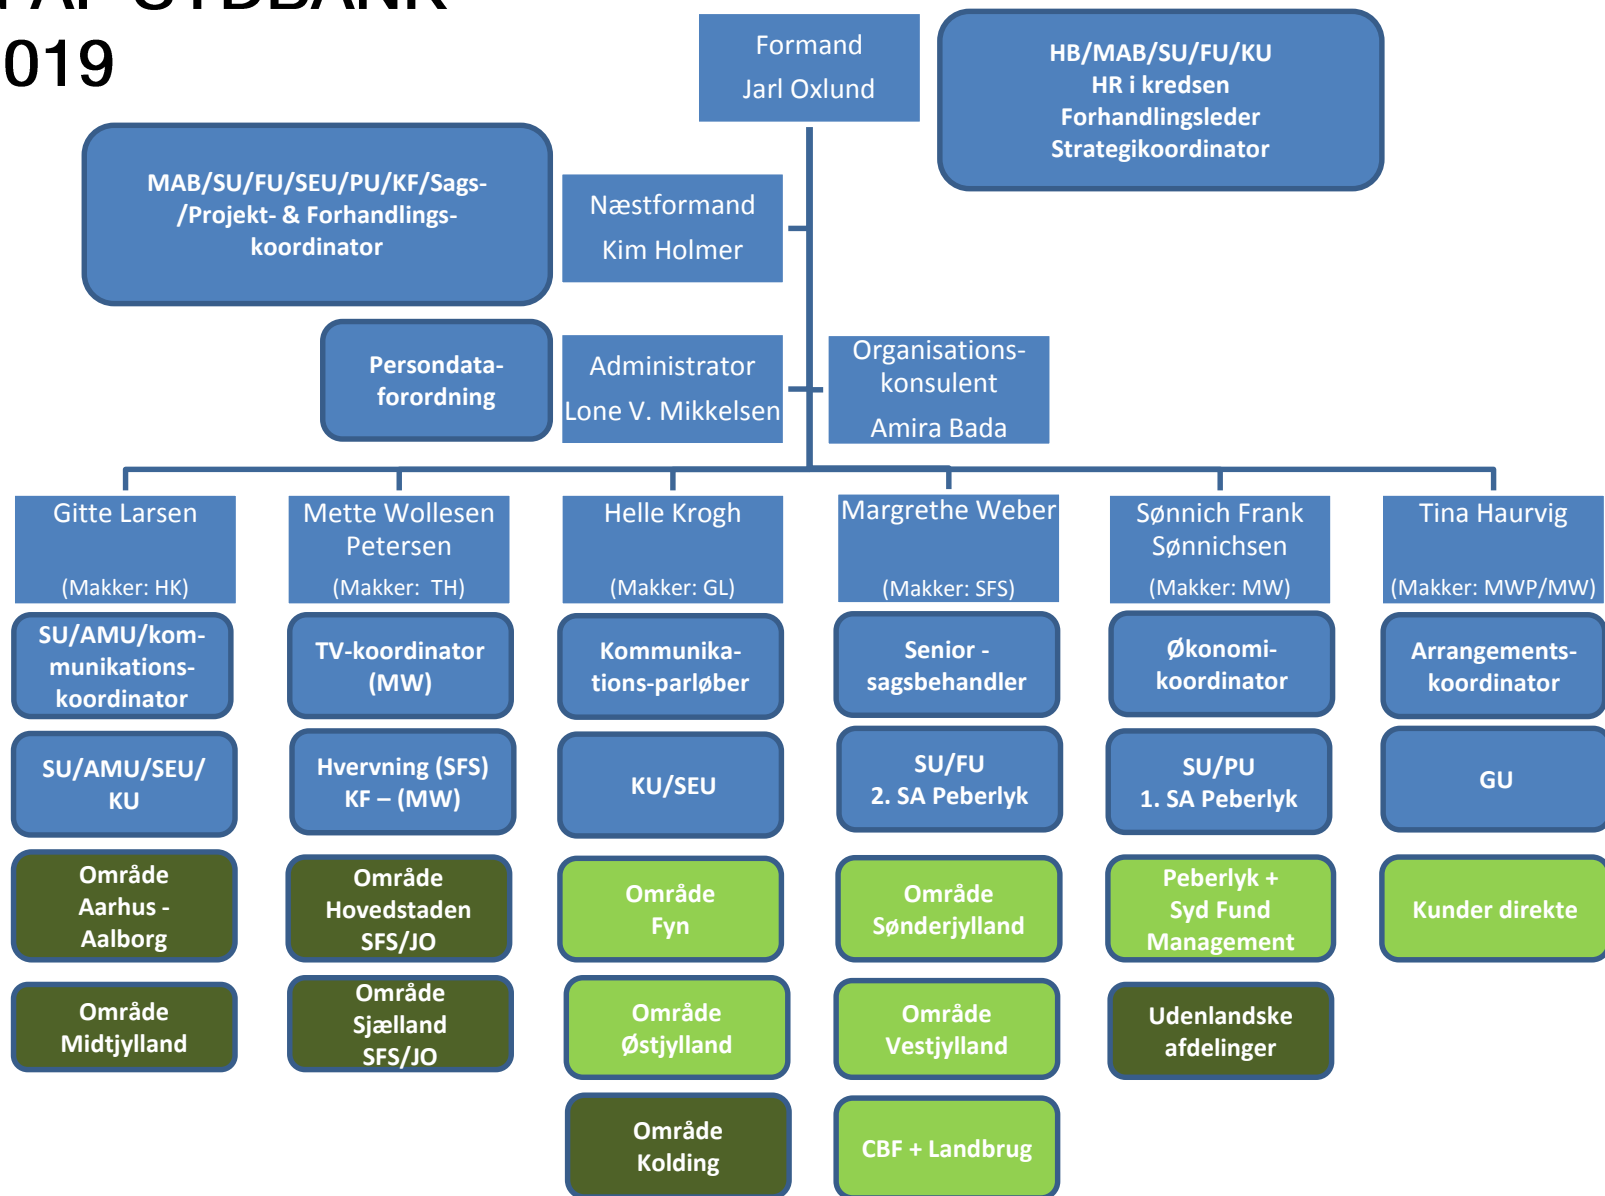 AF SYDBANK
019
Formand
Jarl Oxlund
HB/MAB/SU/FU/KU
HR i kredsen
Forhandlingsleder
Strategikoordinator
MAB/SU/FU/SEU/PU/KF/Sags-
/Projekt- & Forhandlings-
koordinator
Næstformand
Kim Holmer
Persondata-
forordning
Administrator
Lone V. Mikkelsen
Organisations-
konsulent
Amira Bada
Gitte Larsen
(Makker: HK)
SU/AMU/kom-
munikations-
koordinator
SU/AMU/SEU/
KU
Område
Aarhus -
Aalborg
Område
Midtjylland
Mette Wollesen
Petersen
(Makker:  TH)
TV-koordinator
(MW)
Hvervning (SFS)
KF – (MW)
Område
Hovedstaden
SFS/JO
Område
Sjælland
SFS/JO
Helle Krogh
(Makker: GL)
Kommunika-
tions-parløber
KU/SEU
Område
Fyn
Område
Østjylland
Område
Kolding
Margrethe Weber
(Makker: SFS)
Senior -
sagsbehandler
SU/FU
2. SA Peberlyk
Område
Sønderjylland
Område
Vestjylland
CBF + Landbrug
Sønnich Frank
Sønnichsen
(Makker: MW)
Økonomi-
koordinator
SU/PU
1. SA Peberlyk
Peberlyk +
Syd Fund
Management
Udenlandske
afdelinger
Tina Haurvig
(Makker: MWP/MW)
Arrangements-
koordinator
GU
Kunder direkte